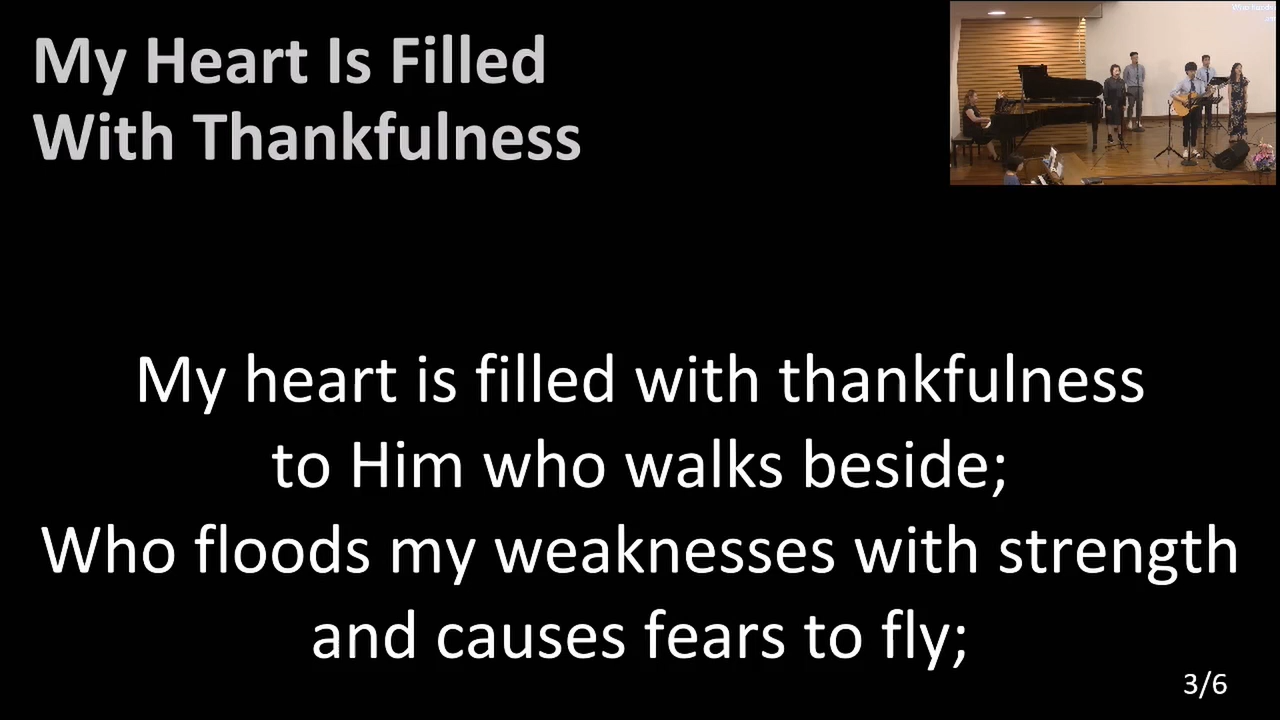 My Heart Is Filled
With Thankfulness
My heart is filled with thankfulness
to Him who walks beside;
Who floods my weaknesses with strength
and causes fears to fly;
3/6